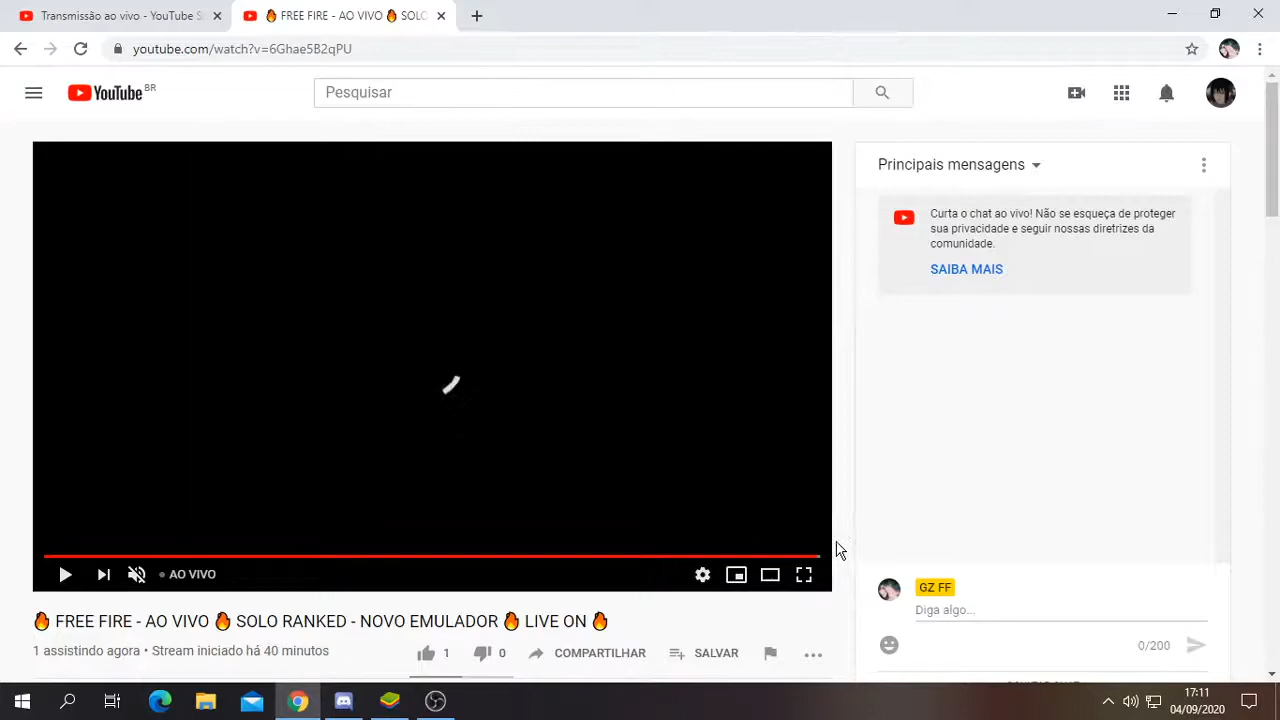 Transmissão ao vivo - YouTube S
🔥 FREE FIRE - AO VIVO 🔥 SOLO
youtube.com/watch?v=6Ghae5B2qPU
YouTube BR
Pesquisar
Principais mensagens
Curta o chat ao vivo! Não se esqueça de proteger
sua privacidade e seguir nossas diretrizes da
comunidade.
SAIBA MAIS
AO VIVO
GZ FF
Diga algo...
0/200
🔥 FREE FIRE - AO VIVO 🔥 SOLO RANKED - NOVO EMULADOR 🔥 LIVE ON 🔥
1 assistindo agora • Stream iniciado há 40 minutos
1
0
COMPARTILHAR
SALVAR
17:11
04/09/2020